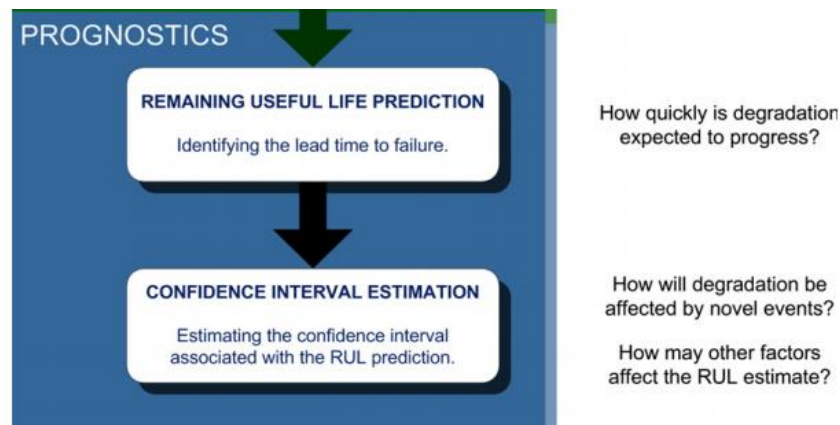 PROGNOSTICS
REMAINING USEFUL LIFE PREDICTION
Identifying the lead time to failure.
How quickly is degradation
expected to progress?
CONFIDENCE INTERVAL ESTIMATION
Estimating the confidence interval
associated with the RUL prediction.
How will degradation be
affected by novel events?
How may other factors
affect the RUL estimate?